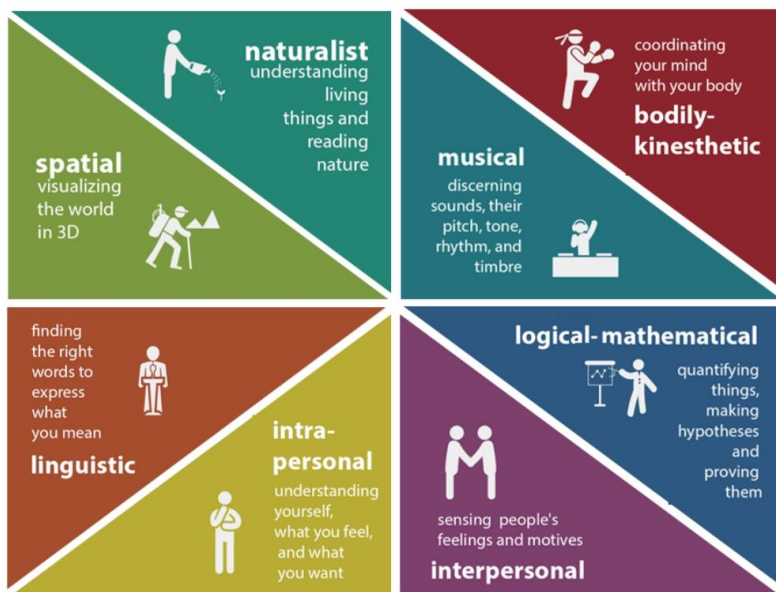 naturalist
understanding
living
things and
reading
nature
spatial
visualizing
the world
in 3D
coordinating
your mind
with your body
bodily-
kinesthetic
musical
discerning
sounds, their
pitch, tone,
rhythm, and
timbre
finding
the right
words to
express
what
you mean
linguistic
intra-
personal
understanding
yourself,
what you feel,
and what
you want
logical-mathematical
quantifying
things,
making
hypotheses
and
proving
them
sensing people's
feelings and motives
interpersonal